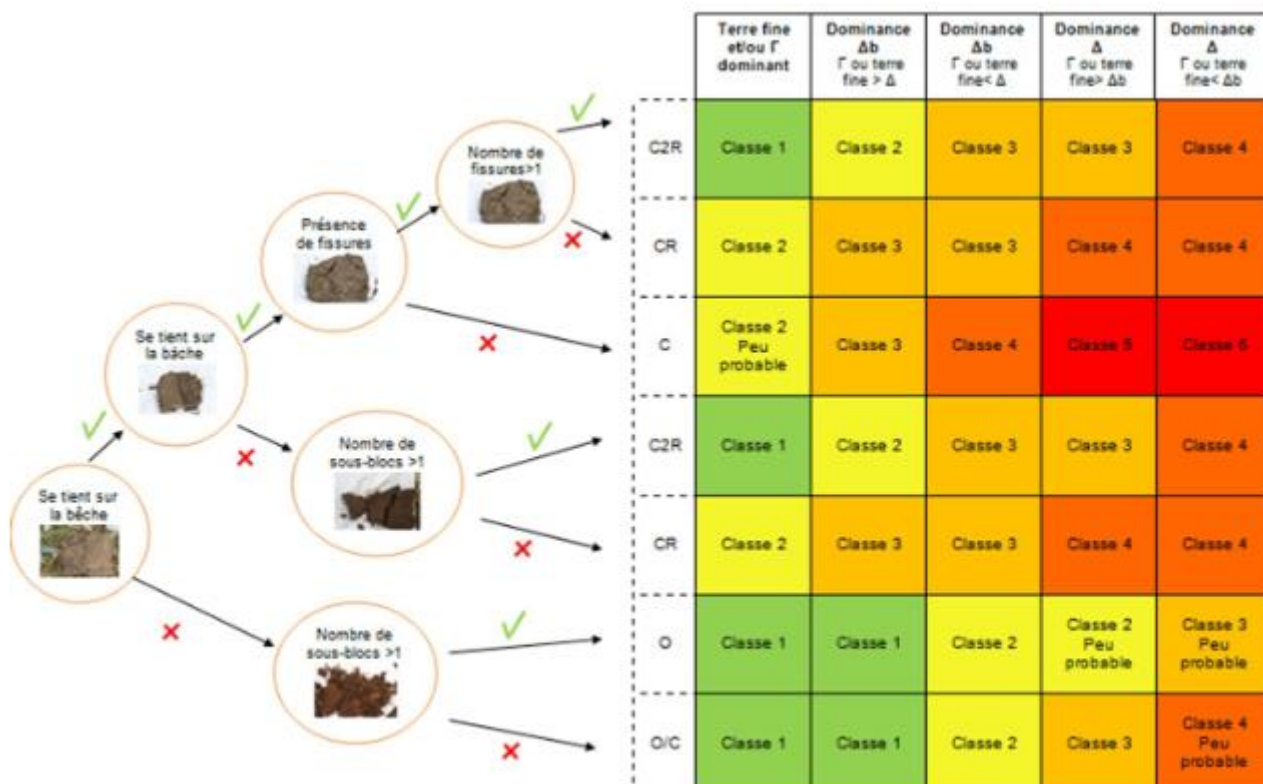 Terre fine
et/ou Γ
dominant
Dominance
Δb
Γ ou terre
fine > Δ
Dominance
Δb
Γ ou terre
fine< Δ
Dominance
Δ
Γ ou terre
fine> Δb
Dominance
Δ
Γ ou terre
fine< Δb
Nombre de
fissures>1
C2R
Classe 1
Classe 2
Classe 3
Classe 3
Classe 4
Présence
de fissures
CR
Classe 2
Classe 3
Classe 3
Classe 4
Classe 4
Se tient sur
la bâche
C
Classe 2
Peu
probable
Classe 3
Classe 4
Classe 5
Classe 5
Nombre de
sous-blocs >1
C2R
Classe 1
Classe 2
Classe 3
Classe 3
Classe 4
Se tient sur
la bêche
CR
Classe 2
Classe 3
Classe 3
Classe 4
Classe 4
Nombre de
sous-blocs >1
O
Classe 1
Classe 1
Classe 2
Classe 2
Peu
probable
Classe 3
Peu
probable
O/C
Classe 1
Classe 1
Classe 2
Classe 3
Classe 4
Peu
probable